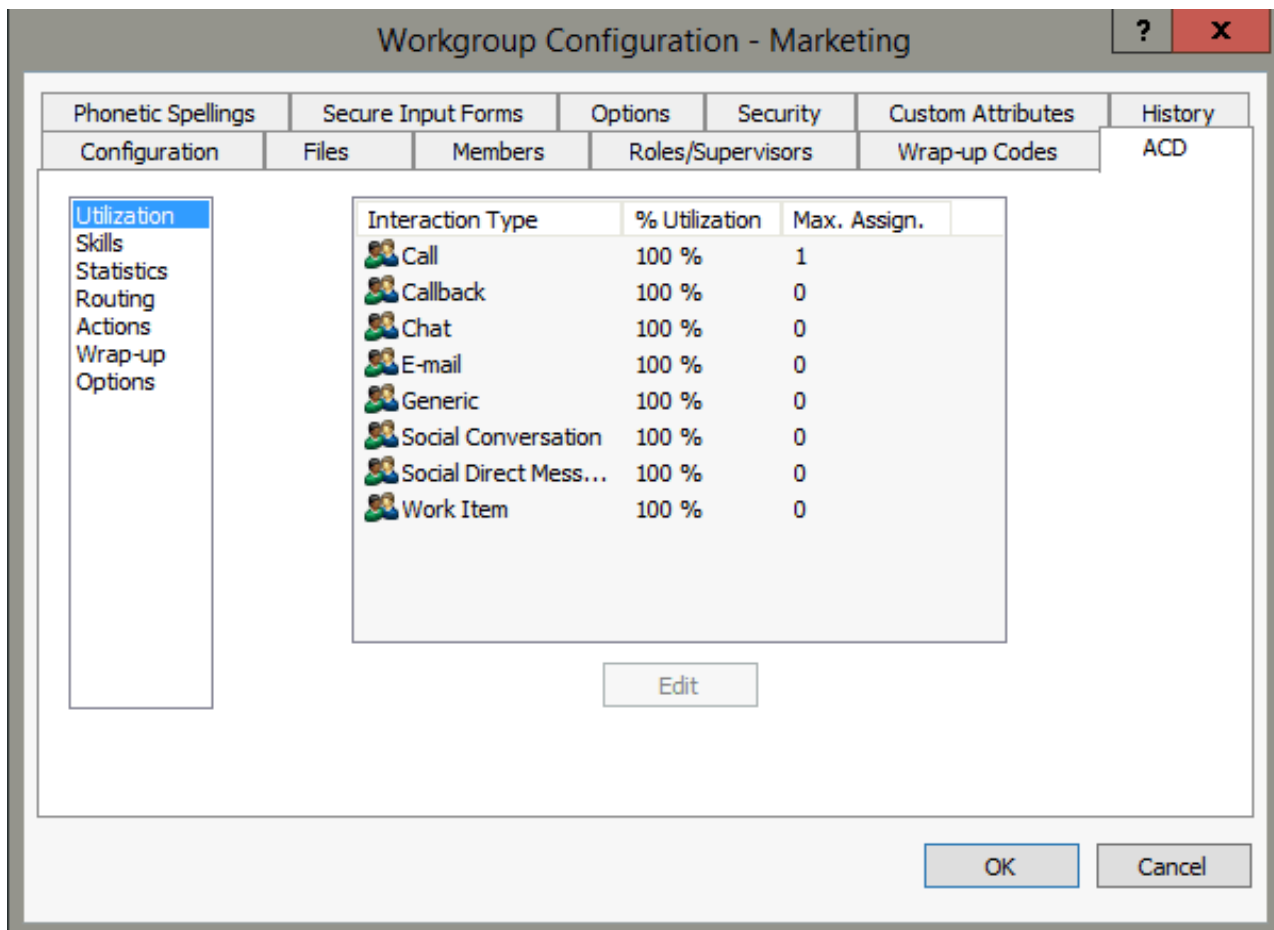 Workgroup Configuration - Marketing
? x
Phonetic Spellings Secure Input Forms Options Security Custom Attributes History
Configuration Files Members Roles/Supervisors Wrap-up Codes ACD
Utilization
Skills
Statistics
Routing
Actions
Wrap-up
Options
Interaction Type % Utilization Max. Assign.
Call 100 % 1
Callback 100 % 0
Chat 100 % 0
E-mail 100 % 0
Generic 100 % 0
Social Conversation 100 % 0
Social Direct Mess... 100 % 0
Work Item 100 % 0
Edit
OK Cancel